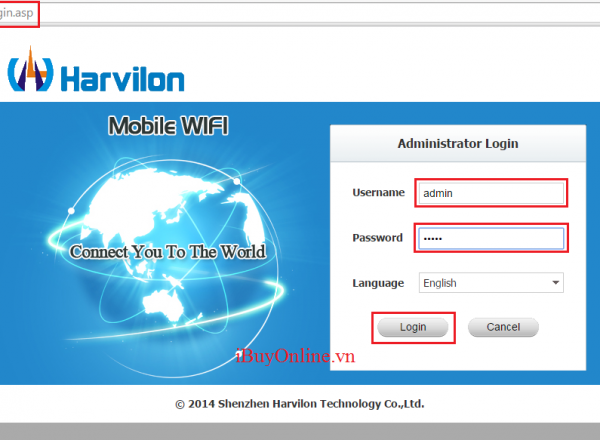 gin.asp
Harvilon
Mobile WIFI
Administrator Login
Username
admin
Password
•••••
Connect You To The World
Language
English
Login
Cancel
iBuyOnline.vn
© 2014 Shenzhen Harvilon Technology Co.,Ltd.